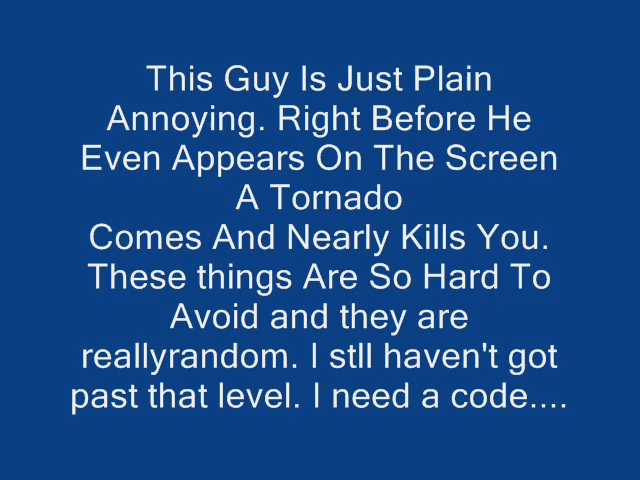 This Guy Is Just Plain
Annoying. Right Before He
Even Appears On The Screen
A Tornado
Comes And Nearly Kills You.
These things Are So Hard To
Avoid and they are
reallyrandom. I stll haven't got
past that level. I need a code....